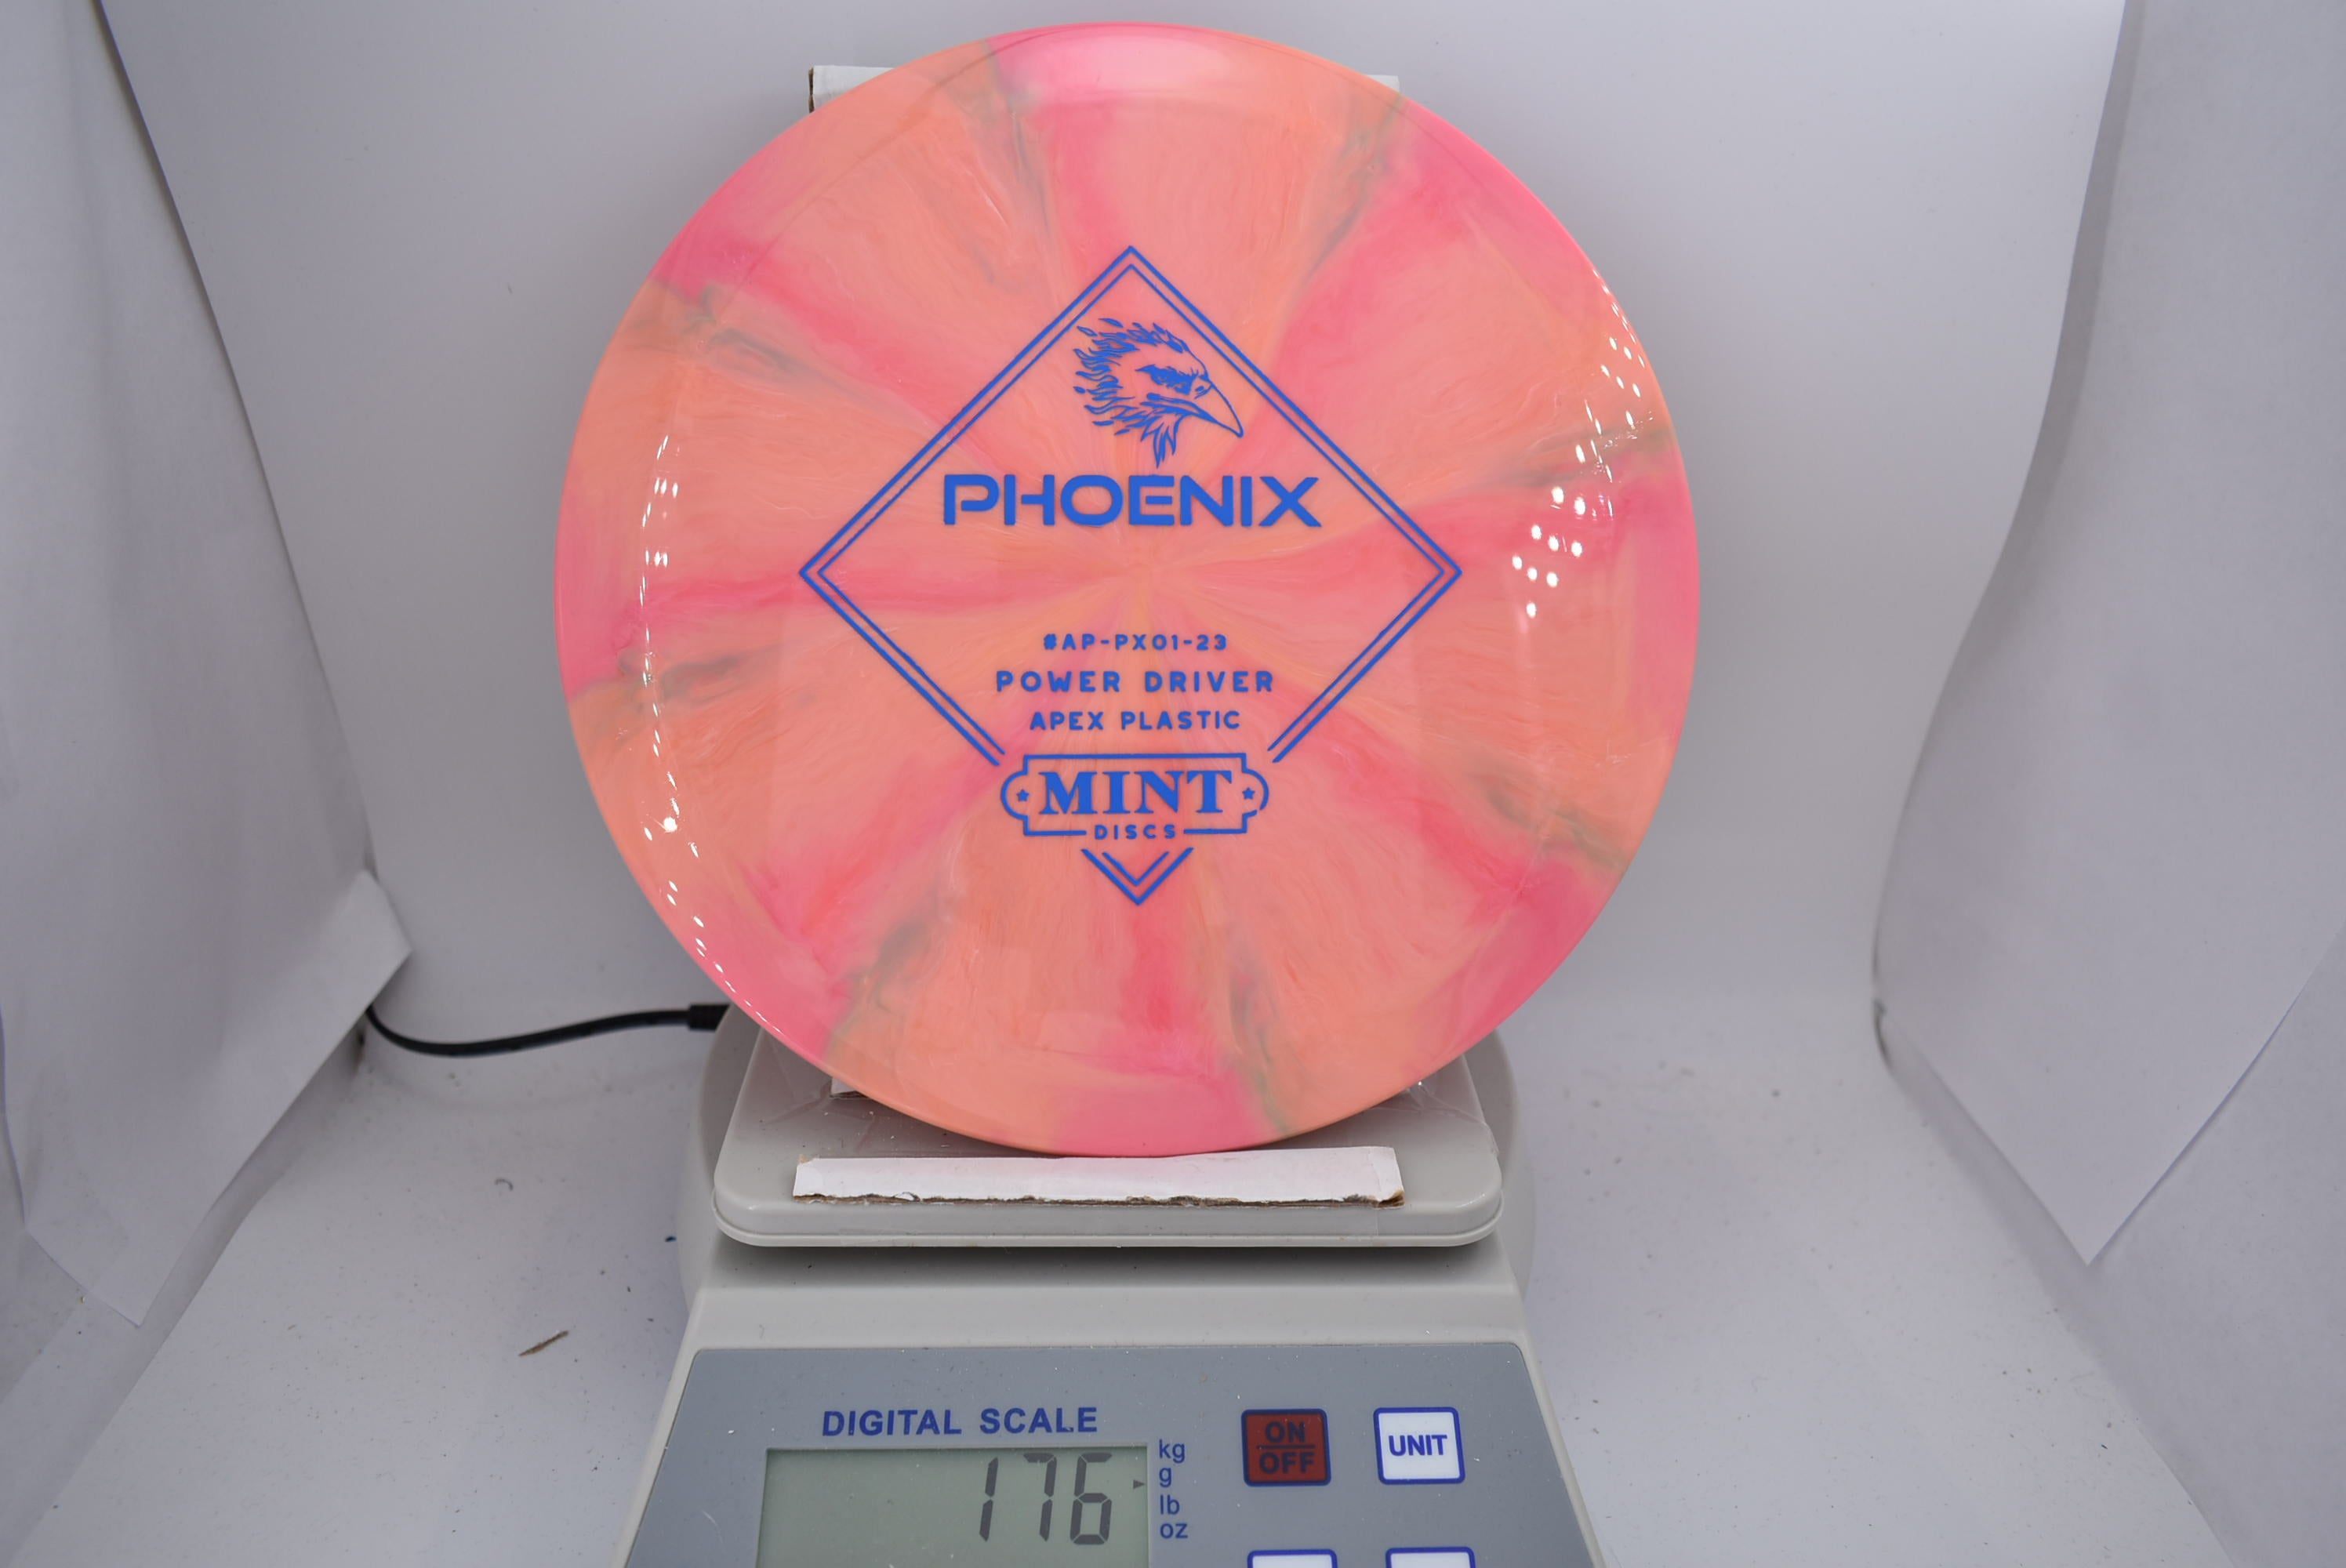 PHOENIX
#AP-PX01-23
POWER DRIVER
APEX PLASTIC
MINT
DISCS
DIGITAL SCALE
176
kg
g
lb
oz
ON
OFF
UNIT